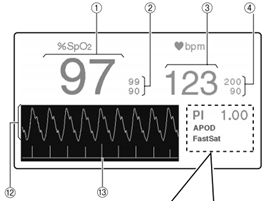 ① ② ③ ④
%SpO2 ♥bpm
97 99 123 200
90 90
PI 1.00
APOD
FastSat
⑫ ⑬